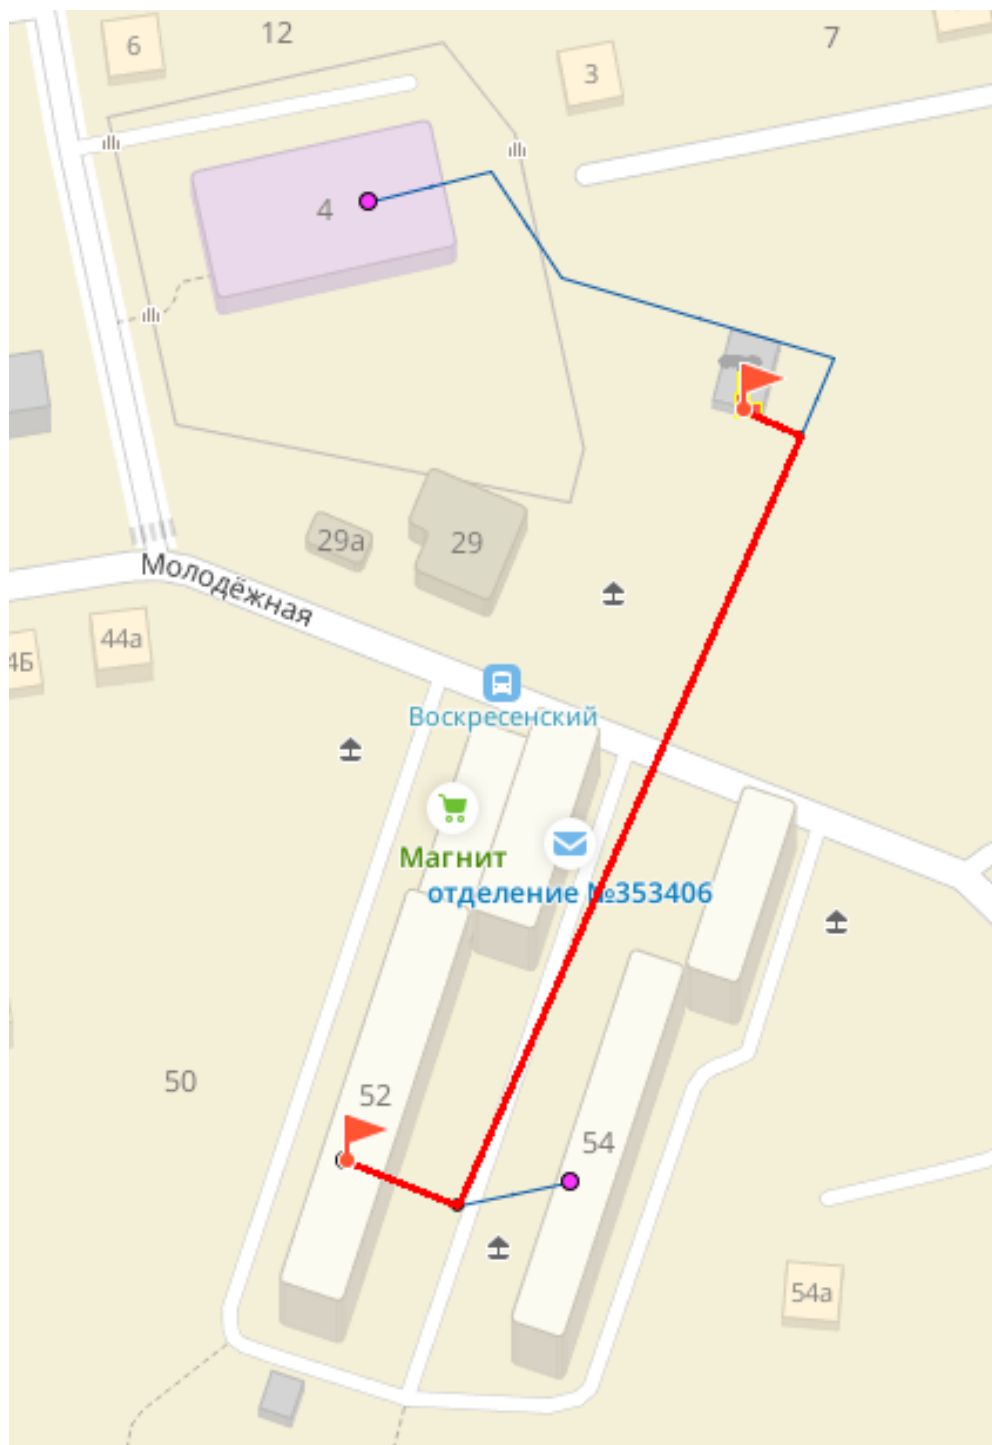 6
12
3
7
4
29а
29
Молодёжная
44а
4Б
Воскресенский
Магнит
отделение №353406
50
52
54
54а